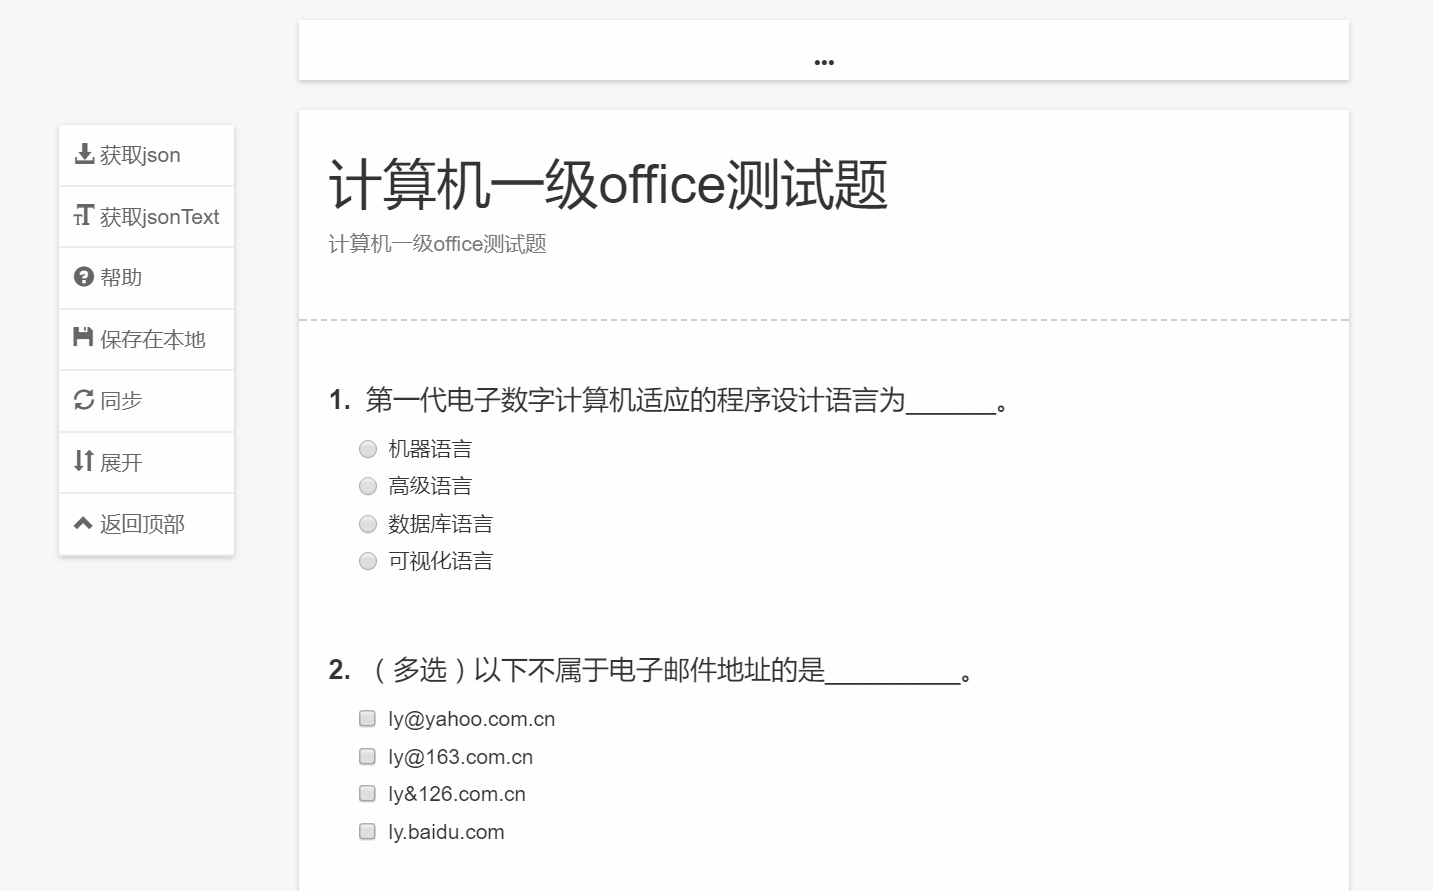 •••
获取json
获取jsonText
帮助
保存在本地
同步
展开
返回顶部
计算机一级office测试题
计算机一级office测试题
1. 第一代电子数字计算机适应的程序设计语言为______。
机器语言
高级语言
数据库语言
可视化语言
2. （多选）以下不属于电子邮件地址的是_________。
ly@yahoo.com.cn
ly@163.com.cn
ly&126.com.cn
ly.baidu.com